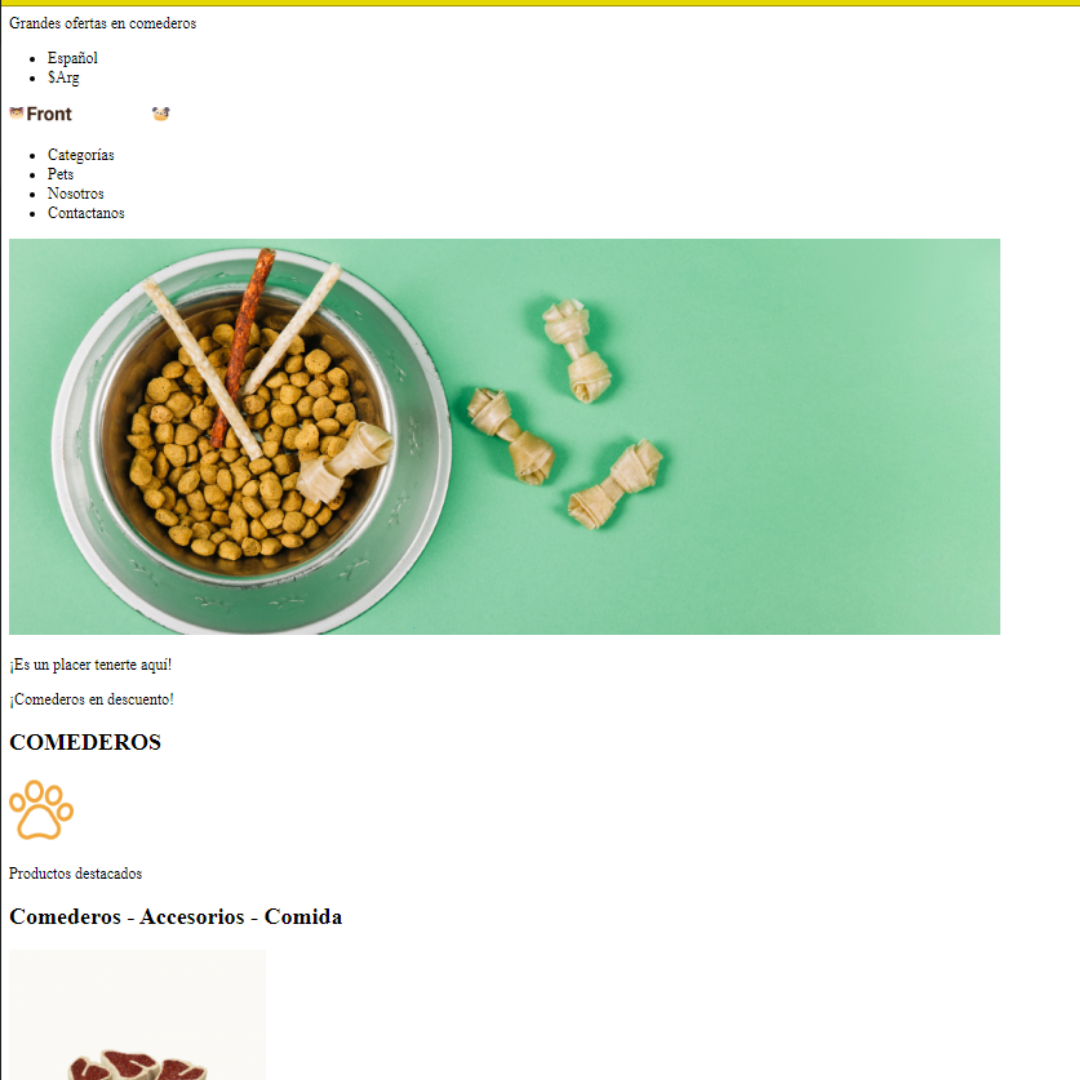 Grandes ofertas en comederos
Español
$Arg
Front
Categorías
Pets
Nosotros
Contactanos
¡Es un placer tenerte aquí!
¡Comederos en descuento!
COMEDEROS
Productos destacados
Comederos - Accesorios - Comida